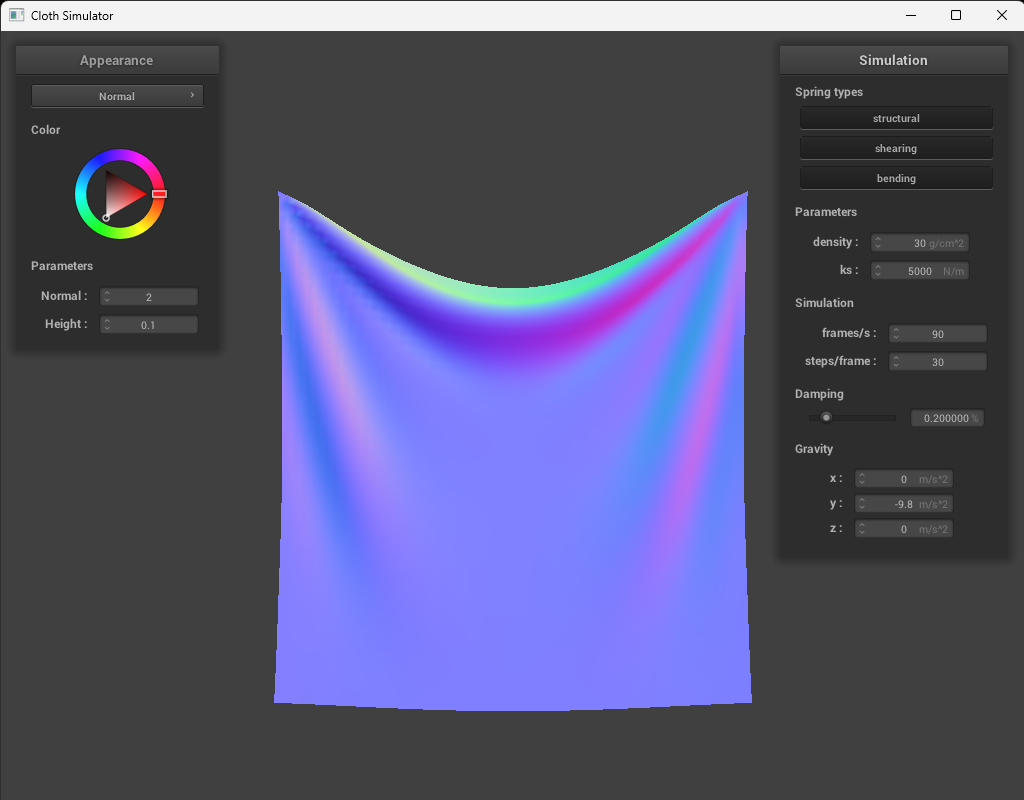 Cloth Simulator
Appearance
Normal
Color
Parameters
Normal : 2
Height : 0.1
Simulation
Spring types
structural
shearing
bending
Parameters
density : 30 g/cm^2
ks : 5000 N/m
Simulation
frames/s : 90
steps/frame : 30
Damping
0.200000 %
Gravity
x : 0 m/s^2
y : -9.8 m/s^2
z : 0 m/s^2